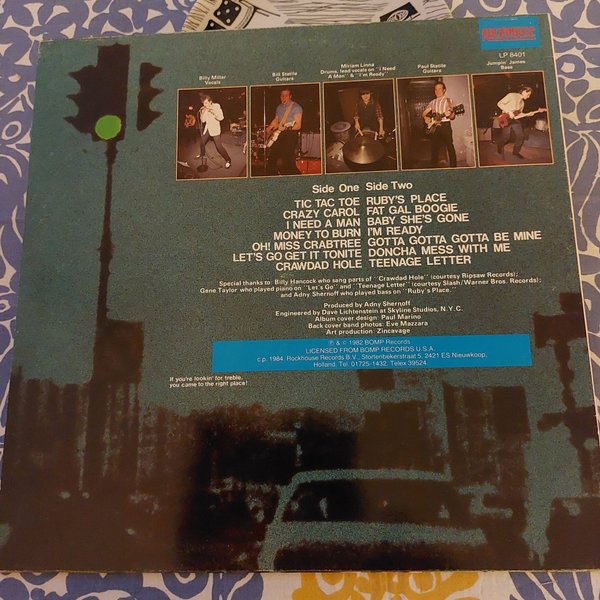 ROCKHOUSE
LP 8401
Billy Miller
Vocals
Bill Statile
Guitars
Miriam Linna
Drums, lead vocals on "I Need
A Man" & "I'm Ready"
Paul Statile
Guitars
Jumpin' James
Bass
Side One Side Two
TIC TAC TOE RUBY'S PLACE
CRAZY CAROL FAT GAL BOOGIE
I NEED A MAN BABY SHE'S GONE
MONEY TO BURN I'M READY
OH! MISS CRABTREE GOTTA GOTTA GOTTA BE MINE
LET'S GO GET IT TONITE DONCHA MESS WITH ME
CRAWDAD HOLE TEENAGE LETTER
Special thanks to: Billy Hancock who sang parts of "Crawdad Hole" (courtesy Ripsaw Records);
Gene Taylor who played piano on "Let's Go" and "Teenage Letter" (courtesy Slash/Warner Bros. Records);
and Adny Shernoff who played bass on "Ruby's Place."
Produced by Adny Shernoff
Engineered by Dave Lichtenstein at Skyline Studios, N.Y.C.
Album cover design: Paul Marino
Back cover band photos: Eve Mazzara
Art production: Zincavage
℗ & © 1982 BOMP RECORDS
LICENSED FROM BOMP RECORDS U.S.A.
c.p. 1984. Rockhouse Records B.V., Stortenbekerstraat 5, 2421 ES Nieuwkoop,
Holland, Tel. 01725-1432. Telex 39524.
If you're lookin' for treble,
you came to the right place!